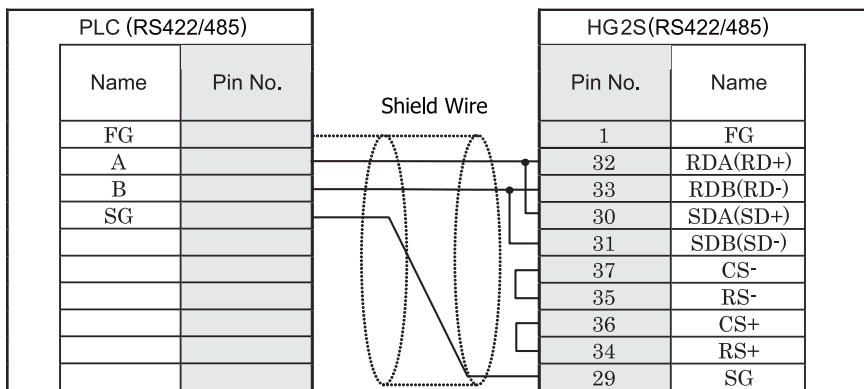 PLC (RS422/485)
HG2S(RS422/485)
Name Pin No.
Shield Wire
Pin No. Name
FG
1 FG
A
32 RDA(RD+)
B
33 RDB(RD-)
SG
30 SDA(SD+)
31 SDB(SD-)
37 CS-
35 RS-
36 CS+
34 RS+
29 SG